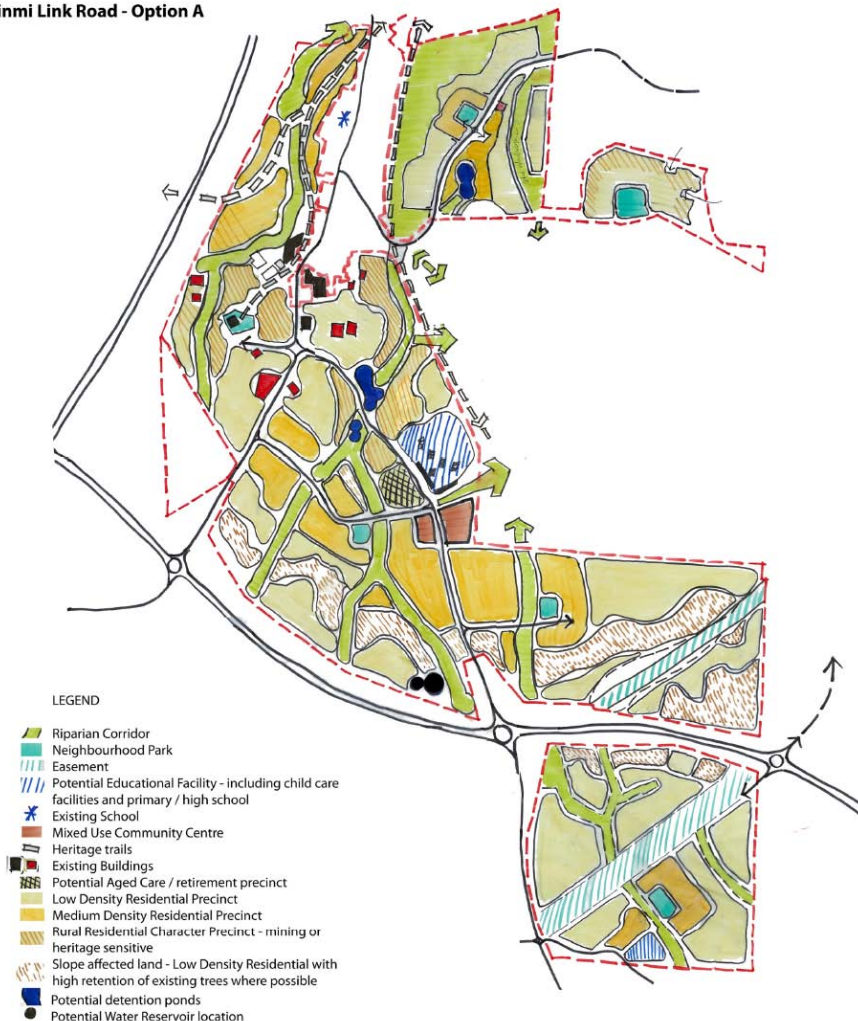 inmi Link Road - Option A
LEGEND
Riparian Corridor
Neighbourhood Park
Easement
Potential Educational Facility - including child care
facilities and primary / high school
Existing School
Mixed Use Community Centre
Heritage trails
Existing Buildings
Potential Aged Care / retirement precinct
Low Density Residential Precinct
Medium Density Residential Precinct
Rural Residential Character Precinct - mining or
heritage sensitive
Slope affected land - Low Density Residential with
high retention of existing trees where possible
Potential detention ponds
Potential Water Reservoir location